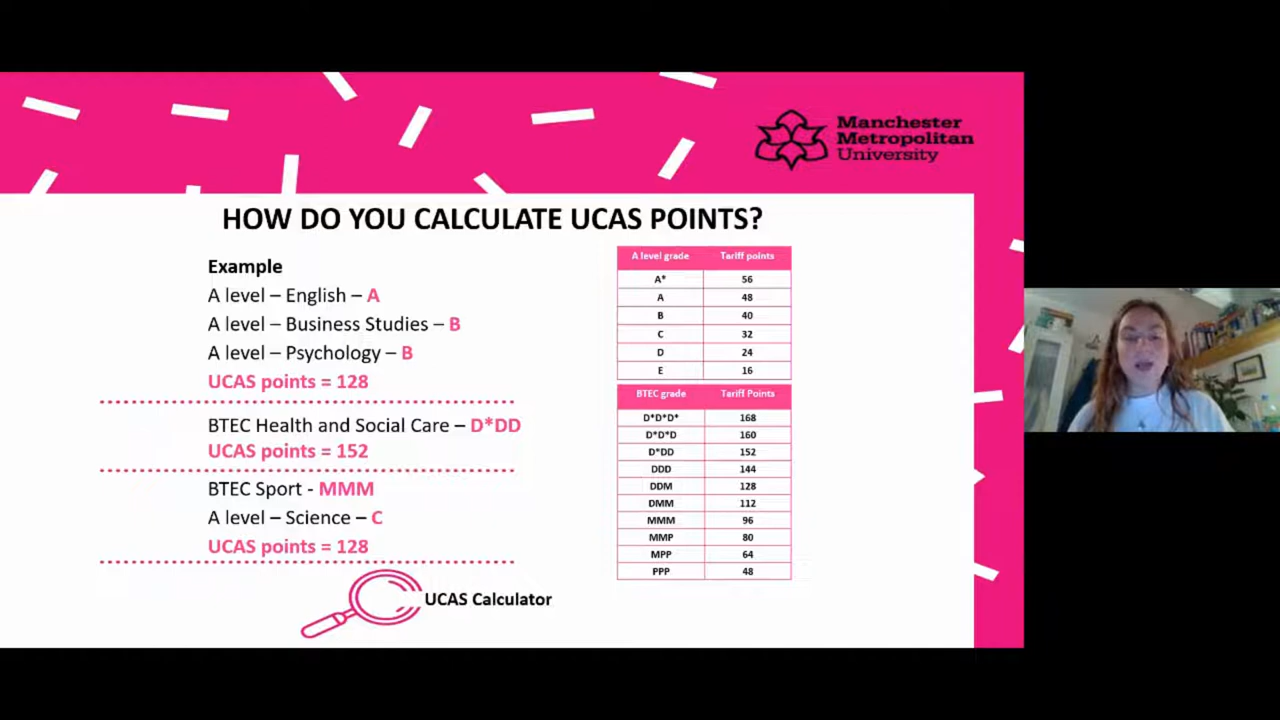 Manchester
Metropolitan
University
HOW DO YOU CALCULATE UCAS POINTS?
Example
A level – English – A
A level – Business Studies – B
A level – Psychology – B
UCAS points = 128
BTEC Health and Social Care – D*DD
UCAS points = 152
BTEC Sport - MMM
A level – Science – C
UCAS points = 128
UCAS Calculator
A level grade Tariff points
A* 56
A 48
B 40
C 32
D 24
E 16
BTEC grade Tariff Points
D*D*D* 168
D*D*D 160
D*DD 152
DDD 144
DDM 128
DMM 112
MMM 96
MMP 80
MPP 64
PPP 48